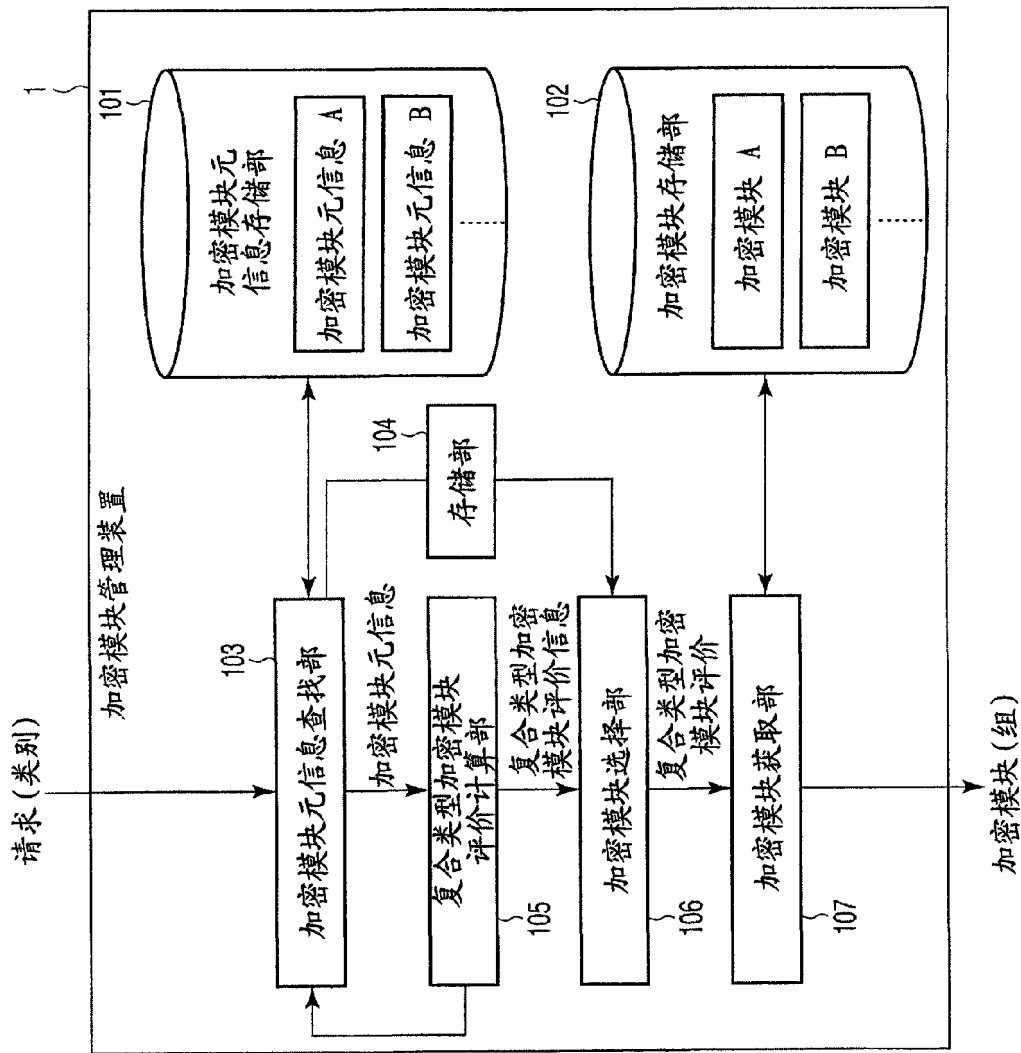 请求(类别)
1
加密模块管理装置
101
加密模块元
信息存储部
加密模块元信息 A
加密模块元信息 B
103
加密模块元信息查找部
加密模块元信息
104
存储部
复合类型加密模块
评价计算部
105
复合类型加密
模块评价信息
102
加密模块存储部
加密模块 A
加密模块 B
加密模块选择部
106
复合类型加密
模块评价
加密模块获取部
107
加密模块(组)